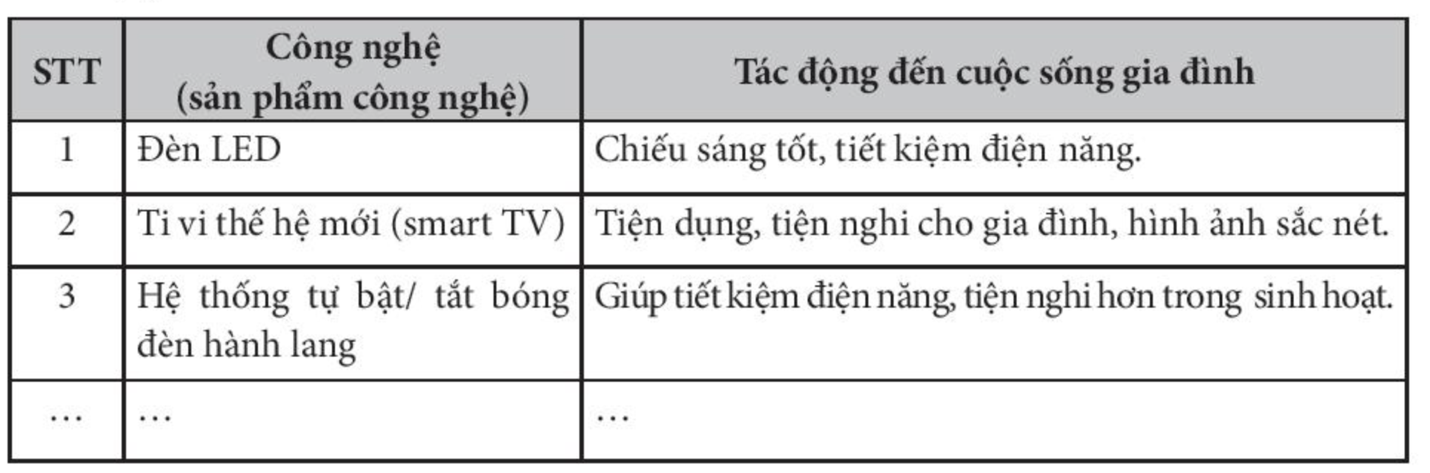 STT
Công nghệ
(sản phẩm công nghệ)
Tác động đến cuộc sống gia đình
1
Đèn LED
Chiếu sáng tốt, tiết kiệm điện năng.
2
Ti vi thế hệ mới (smart TV)
Tiện dụng, tiện nghi cho gia đình, hình ảnh sắc nét.
3
Hệ thống tự bật/ tắt bóng
đèn hành lang
Giúp tiết kiệm điện năng, tiện nghi hơn trong sinh hoạt.
…
…
…